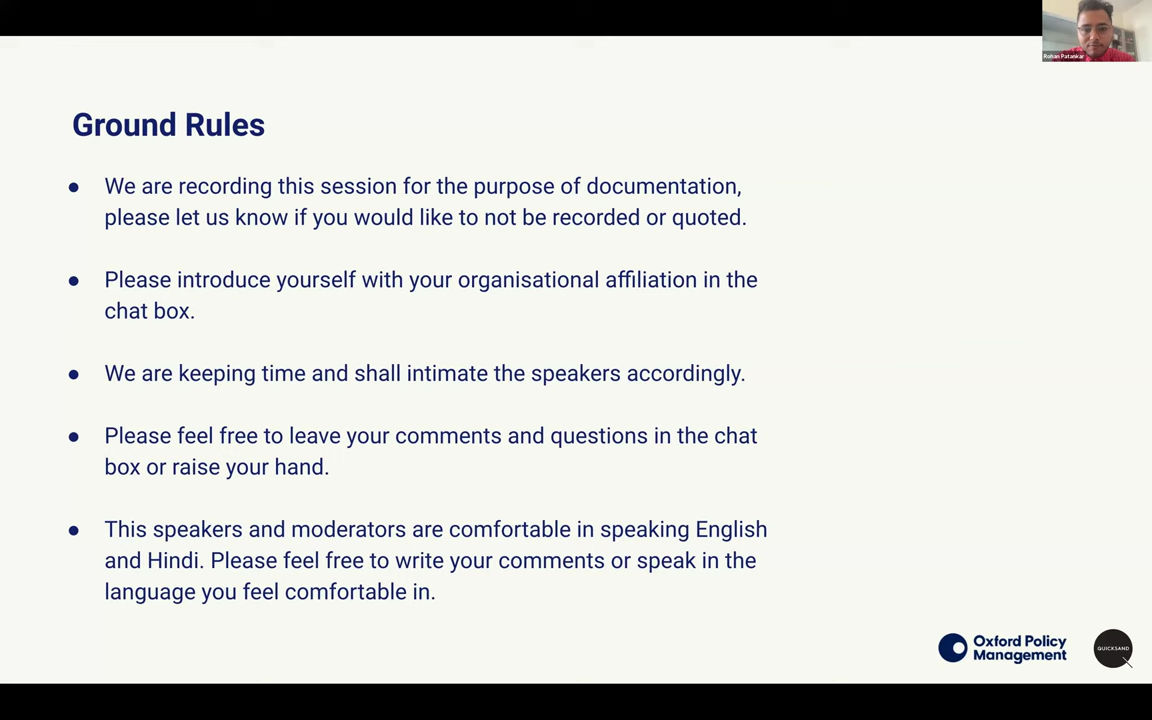 Rohan Patankar
Ground Rules
● We are recording this session for the purpose of documentation,
please let us know if you would like to not be recorded or quoted.
● Please introduce yourself with your organisational affiliation in the
chat box.
● We are keeping time and shall intimate the speakers accordingly.
● Please feel free to leave your comments and questions in the chat
box or raise your hand.
● This speakers and moderators are comfortable in speaking English
and Hindi. Please feel free to write your comments or speak in the
language you feel comfortable in.
Oxford Policy
Management
QUICKSAND